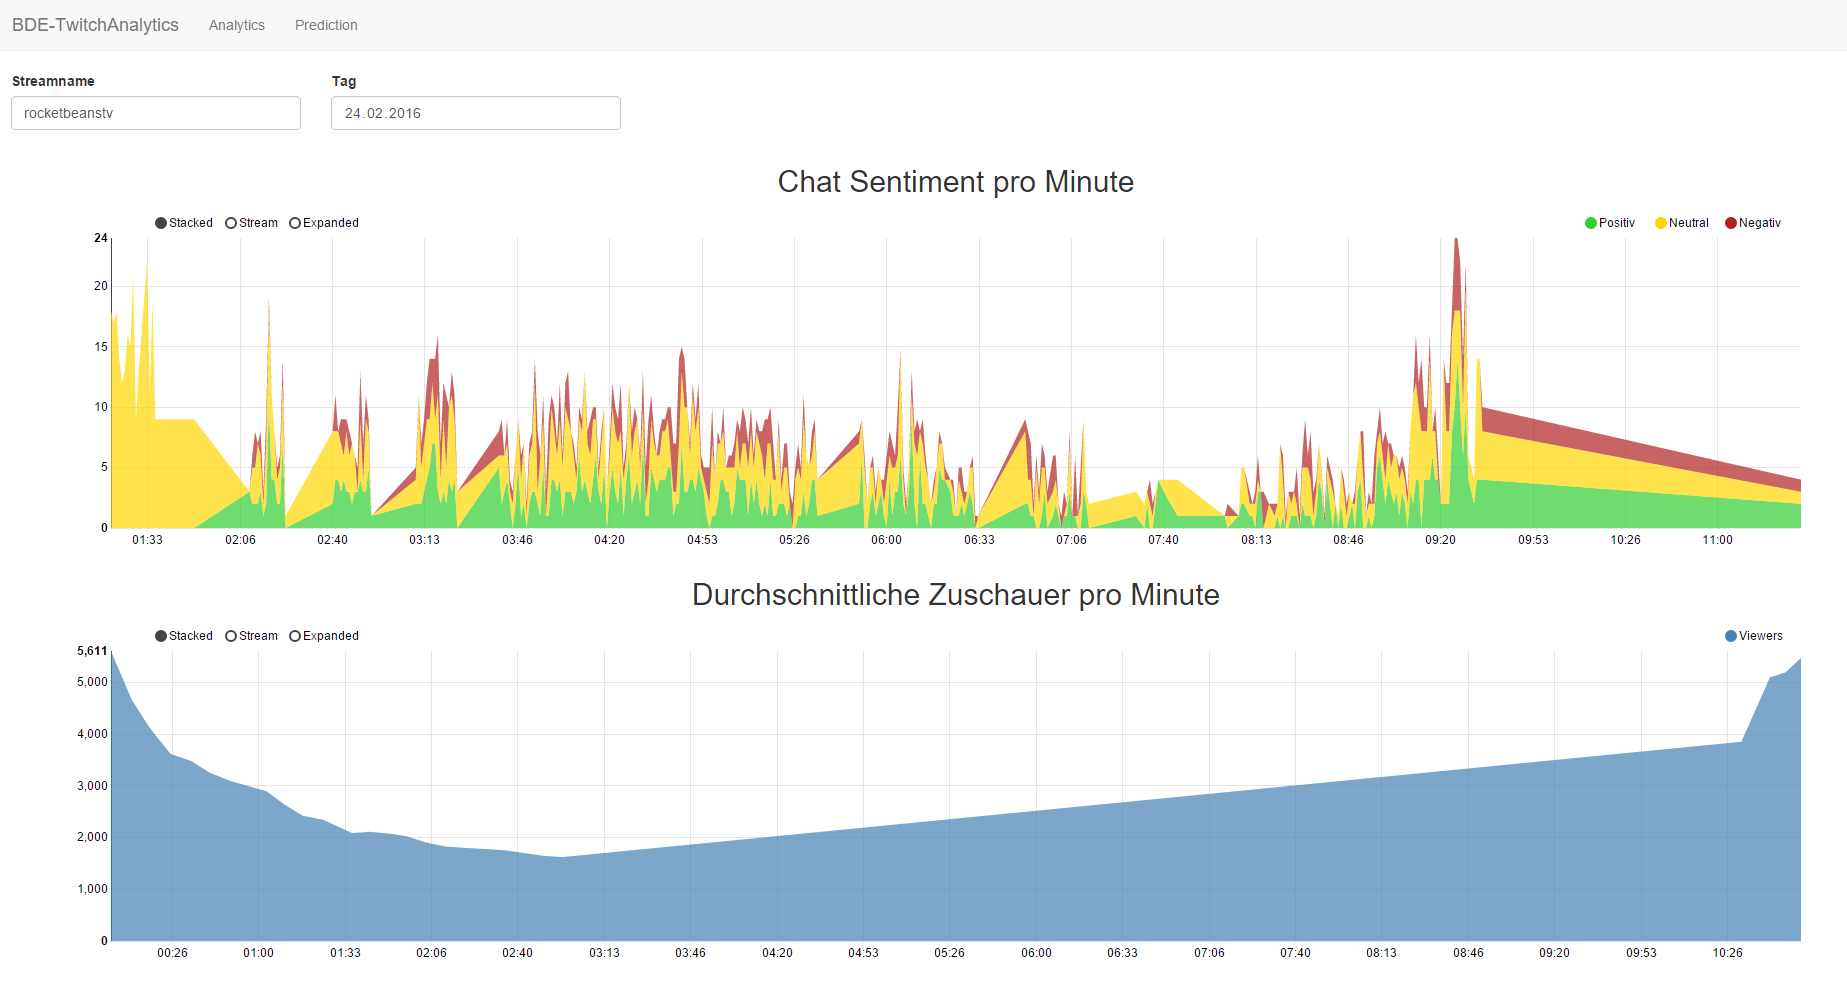 BDE-TwitchAnalytics Analytics Prediction
Streamname Tag
rocketbeanstv 24.02.2016
Chat Sentiment pro Minute
Stacked Stream Expanded Positiv Neutral Negativ
24
20
15
10
5
0
01:33 02:06 02:40 03:13 03:46 04:20 04:53 05:26 06:00 06:33 07:06 07:40 08:13 08:46 09:20 09:53 10:26 11:00
Durchschnittliche Zuschauer pro Minute
Stacked Stream Expanded Viewers
5,611
5,000
4,000
3,000
2,000
1,000
0
00:26 01:00 01:33 02:06 02:40 03:13 03:46 04:20 04:53 05:26 06:00 06:33 07:06 07:40 08:13 08:46 09:20 09:53 10:26